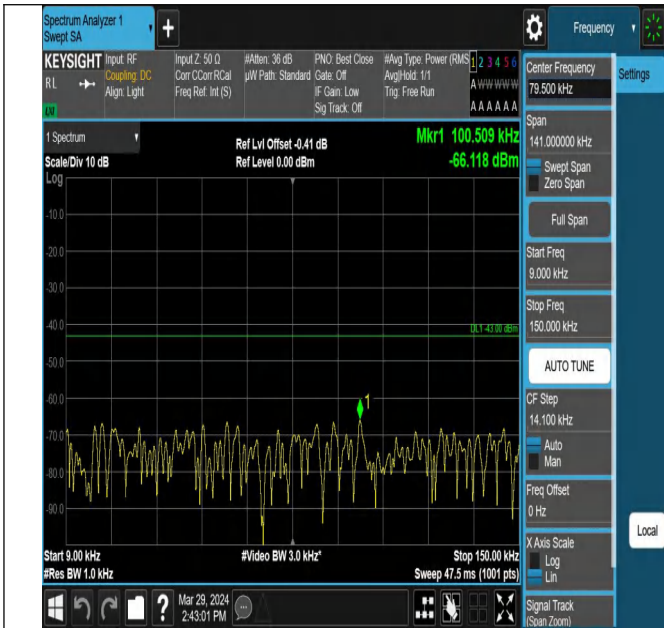 Spectrum Analyzer 1
Swept SA
Frequency
KEYSIGHT
RL
Input: RF
Coupling: DC
Align: Light
Input Z: 50 Ω
Corr CCorr RCal
Freq Ref: Int (S)
#Atten: 36 dB
µW Path: Standard
PNO: Best Close
Gate: Off
IF Gain: Low
Sig Track: Off
#Avg Type: Power (RMS
Avg|Hold: 1/1
Trig: Free Run
1 2 3 4 5 6
A W W W W W
A A A A A A
LXI
1 Spectrum
Scale/Div 10 dB
Log
Ref Lvl Offset -0.41 dB
Ref Level 0.00 dBm
Mkr1 100.509 kHz
-66.118 dBm
-10.0
-20.0
-30.0
-40.0
-50.0
-60.0
-70.0
-80.0
-90.0
DL1 -43.00 dBm
1
Start 9.00 kHz
#Res BW 1.0 kHz
#Video BW 3.0 kHz*
Stop 150.00 kHz
Sweep 47.5 ms (1001 pts)
Mar 29, 2024
2:43:01 PM
Center Frequency
79.500 kHz
Settings
Span
141.000000 kHz
Swept Span
Zero Span
Full Span
Start Freq
9.000 kHz
Stop Freq
150.000 kHz
AUTO TUNE
CF Step
14.100 kHz
Auto
Man
Freq Offset
0 Hz
Local
X Axis Scale
Log
Lin
Signal Track
(Span Zoom)